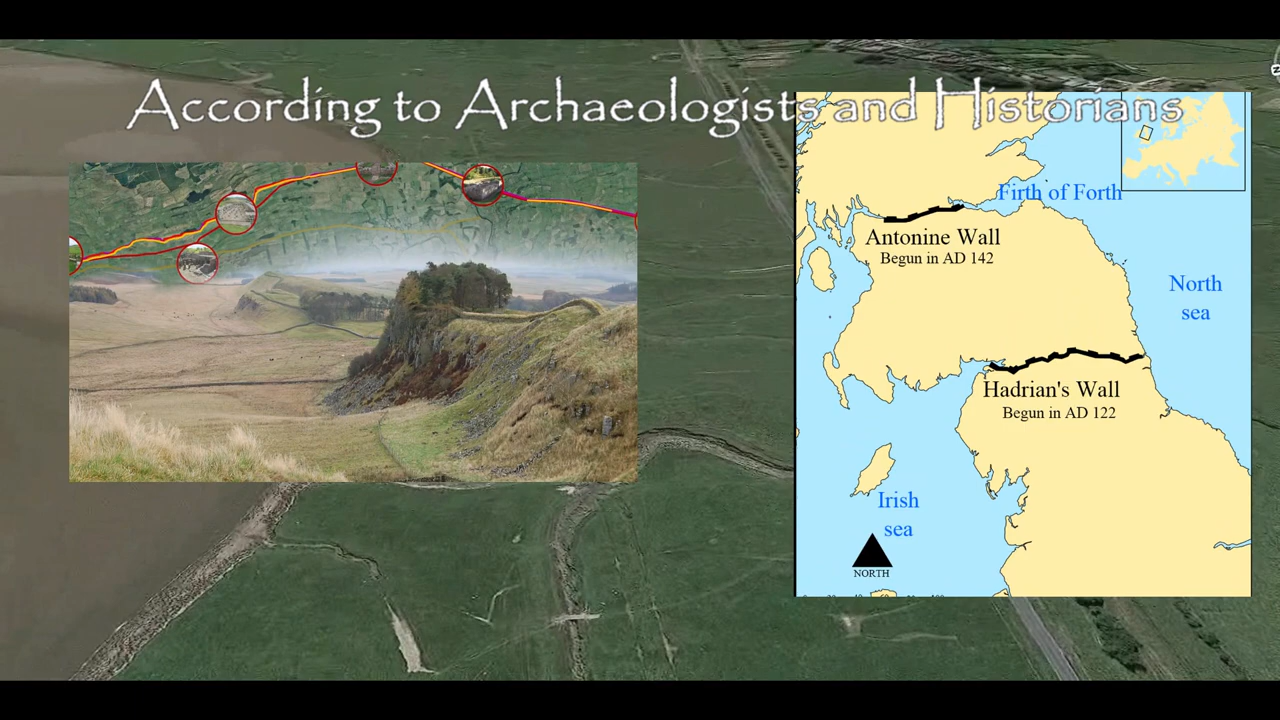 According to Archaeologists and Historians
Firth of Forth
Antonine Wall
Begun in AD 142
North
sea
Hadrian's Wall
Begun in AD 122
Irish
sea
NORTH